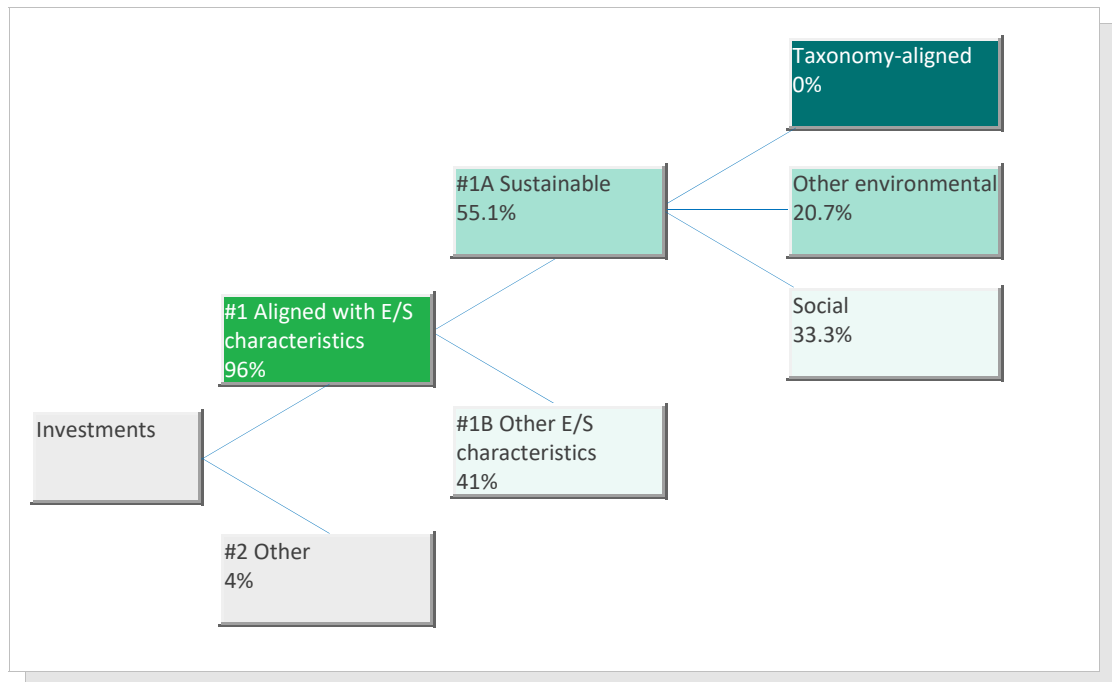 Taxonomy-aligned
0%
#1A Sustainable
55.1%
Other environmental
20.7%
Social
33.3%
#1 Aligned with E/S
characteristics
96%
#1B Other E/S
characteristics
41%
Investments
#2 Other
4%